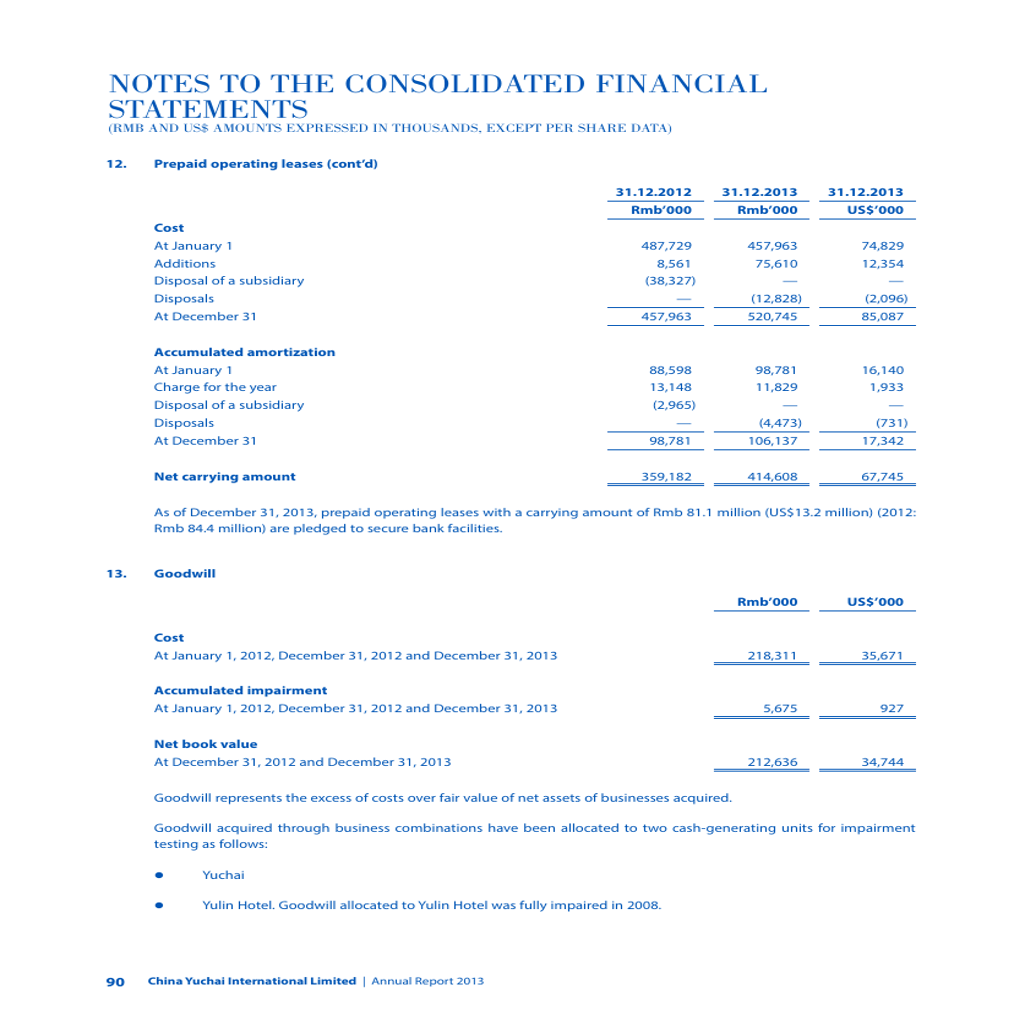 NOTES TO THE CONSOLIDATED FINANCIAL
STATEMENTS
(RMB AND US$ AMOUNTS EXPRESSED IN THOUSANDS, EXCEPT PER SHARE DATA)
12. Prepaid operating leases (cont’d)
31.12.2012 31.12.2013 31.12.2013
Rmb’000 Rmb’000 US$’000
Cost
At January 1 487,729 457,963 74,829
Additions 8,561 75,610 12,354
Disposal of a subsidiary (38,327) — —
Disposals — (12,828) (2,096)
At December 31 457,963 520,745 85,087
Accumulated amortization
At January 1 88,598 98,781 16,140
Charge for the year 13,148 11,829 1,933
Disposal of a subsidiary (2,965) — —
Disposals — (4,473) (731)
At December 31 98,781 106,137 17,342
Net carrying amount 359,182 414,608 67,745
As of December 31, 2013, prepaid operating leases with a carrying amount of Rmb 81.1 million (US$13.2 million) (2012:
Rmb 84.4 million) are pledged to secure bank facilities.
13. Goodwill
Rmb’000 US$’000
Cost
At January 1, 2012, December 31, 2012 and December 31, 2013 218,311 35,671
Accumulated impairment
At January 1, 2012, December 31, 2012 and December 31, 2013 5,675 927
Net book value
At December 31, 2012 and December 31, 2013 212,636 34,744
Goodwill represents the excess of costs over fair value of net assets of businesses acquired.
Goodwill acquired through business combinations have been allocated to two cash-generating units for impairment
testing as follows:
● Yuchai
● Yulin Hotel. Goodwill allocated to Yulin Hotel was fully impaired in 2008.
90 China Yuchai International Limited | Annual Report 2013